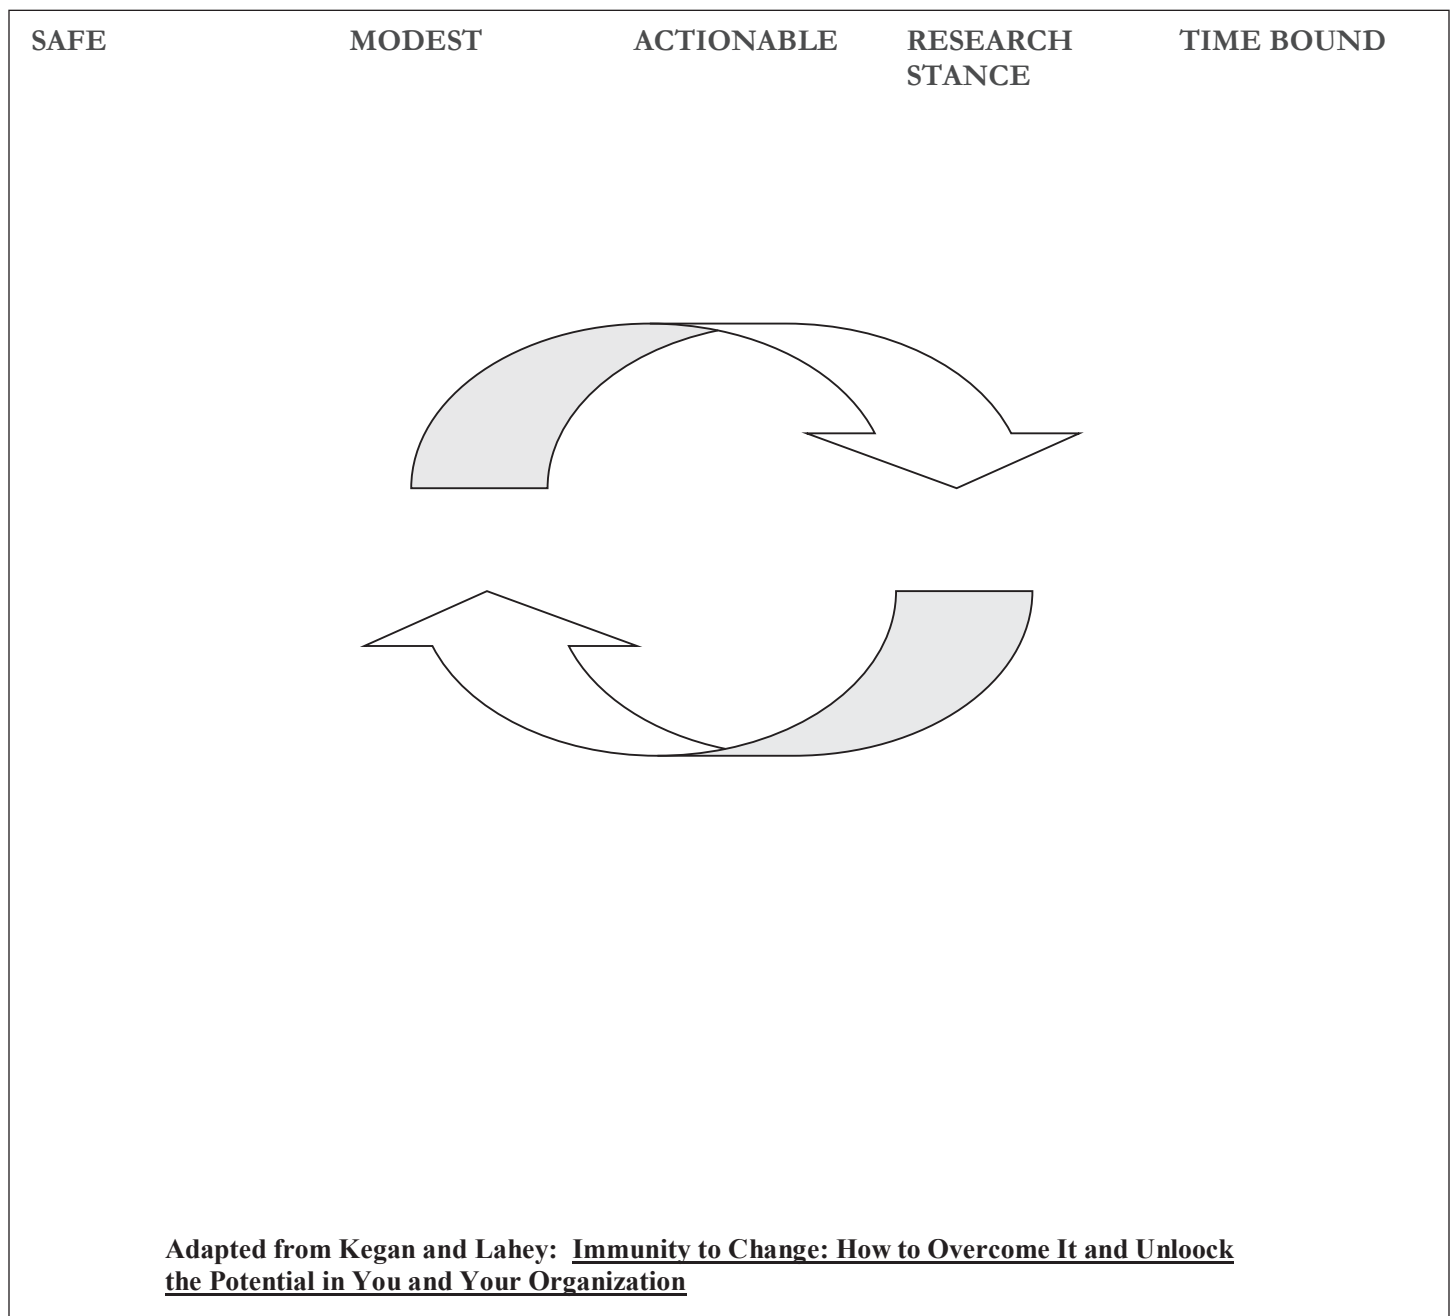 SAFE MODEST ACTIONABLE RESEARCH STANCE TIME BOUND
Adapted from Kegan and Lahey: Immunity to Change: How to Overcome It and Unloock
the Potential in You and Your Organization